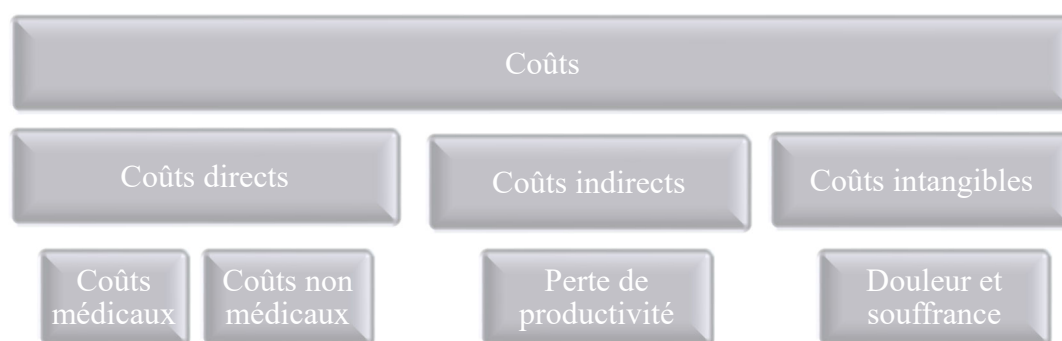 Coûts
Coûts directs
Coûts indirects
Coûts intangibles
Coûts
médicaux
Coûts non
médicaux
Perte de
productivité
Douleur et
souffrance